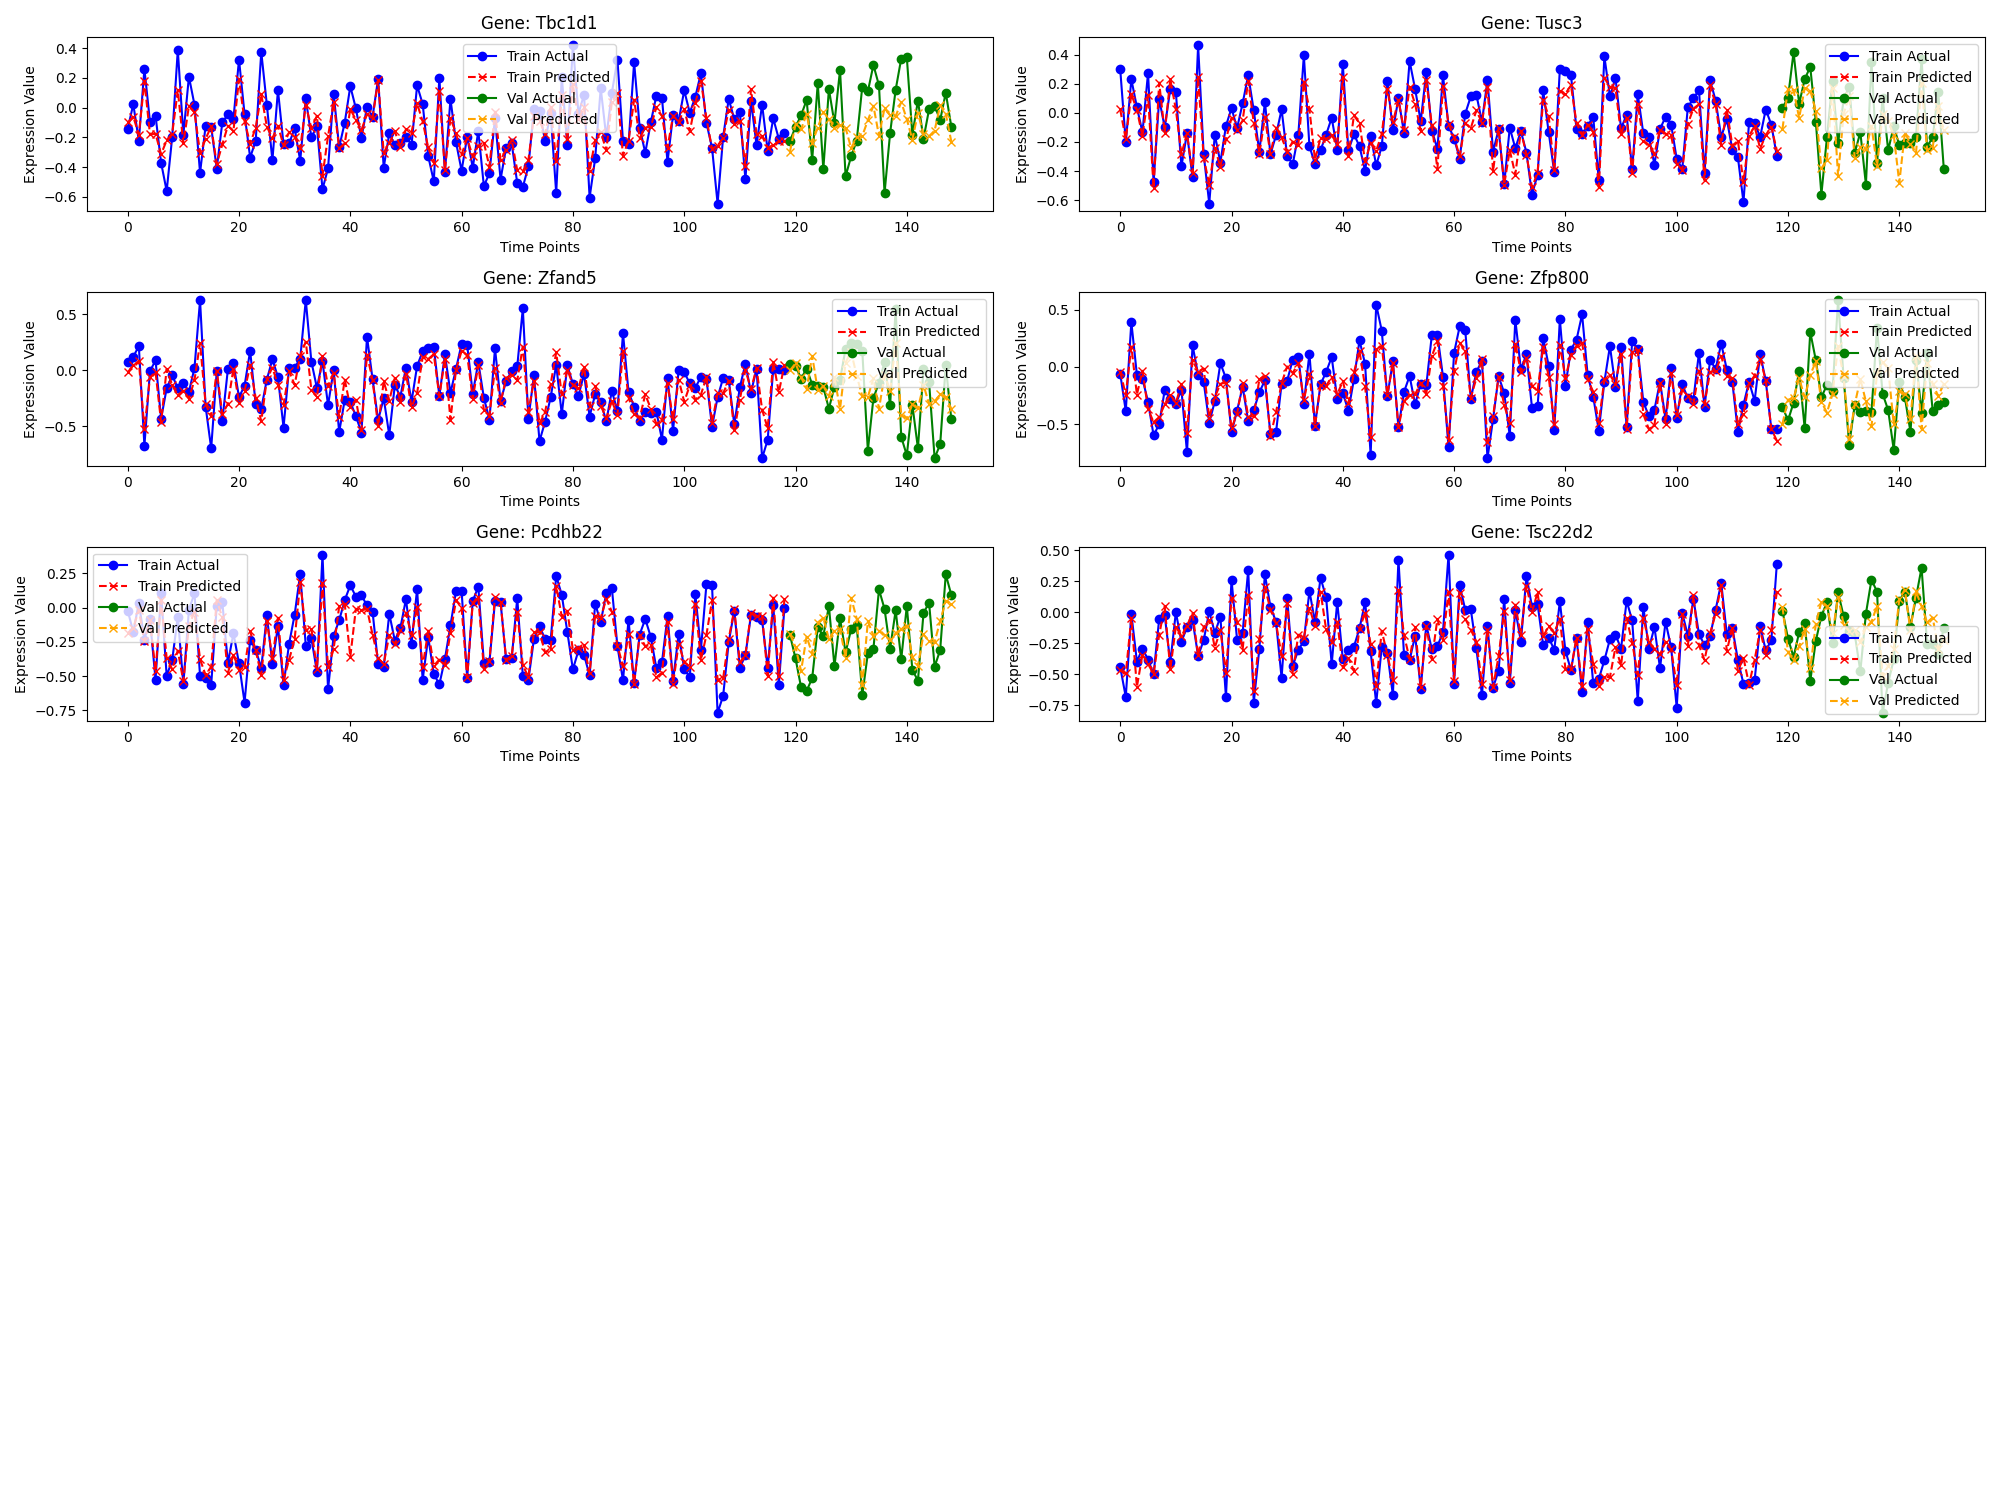 Gene: Tbc1d1
Expression Value
0.4
0.2
0.0
−0.2
−0.4
−0.6
Train Actual
Train Predicted
Val Actual
Val Predicted
0 20 40 60 80 100 120 140
Time Points
Gene: Tusc3
Expression Value
0.4
0.2
0.0
−0.2
−0.4
−0.6
Train Actual
Train Predicted
Val Actual
Val Predicted
0 20 40 60 80 100 120 140
Time Points
Gene: Zfand5
Expression Value
0.5
0.0
−0.5
Train Actual
Train Predicted
Val Actual
Val Predicted
0 20 40 60 80 100 120 140
Time Points
Gene: Zfp800
Expression Value
0.5
0.0
−0.5
Train Actual
Train Predicted
Val Actual
Val Predicted
0 20 40 60 80 100 120 140
Time Points
Gene: Pcdhb22
Expression Value
0.25
0.00
−0.25
−0.50
−0.75
Train Actual
Train Predicted
Val Actual
Val Predicted
0 20 40 60 80 100 120 140
Time Points
Gene: Tsc22d2
Expression Value
0.50
0.25
0.00
−0.25
−0.50
−0.75
Train Actual
Train Predicted
Val Actual
Val Predicted
0 20 40 60 80 100 120 140
Time Points